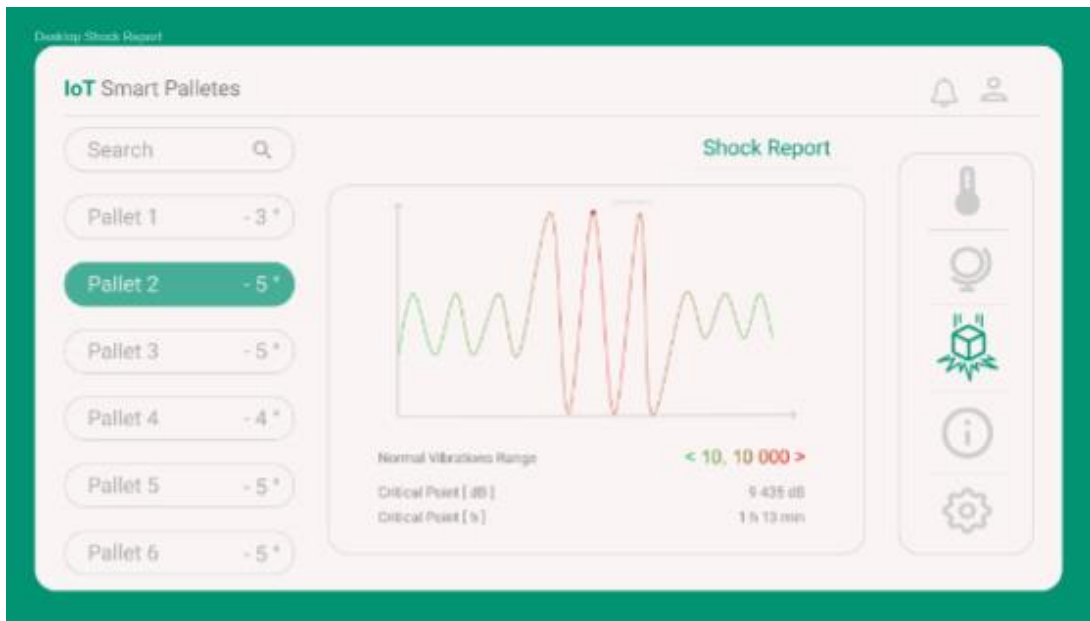 Desktop Shock Report
IoT Smart Palletes
Search
Shock Report
Pallet 1 - 3 °
Pallet 2 - 5 °
Pallet 3 - 5 °
Pallet 4 - 4 °
Pallet 5 - 5 °
Pallet 6 - 5 °
Normal Vibrations Range < 10, 10 000 >
Critical Point [ dB ] 9 435 dB
Critical Point [ h ] 1 h 13 min